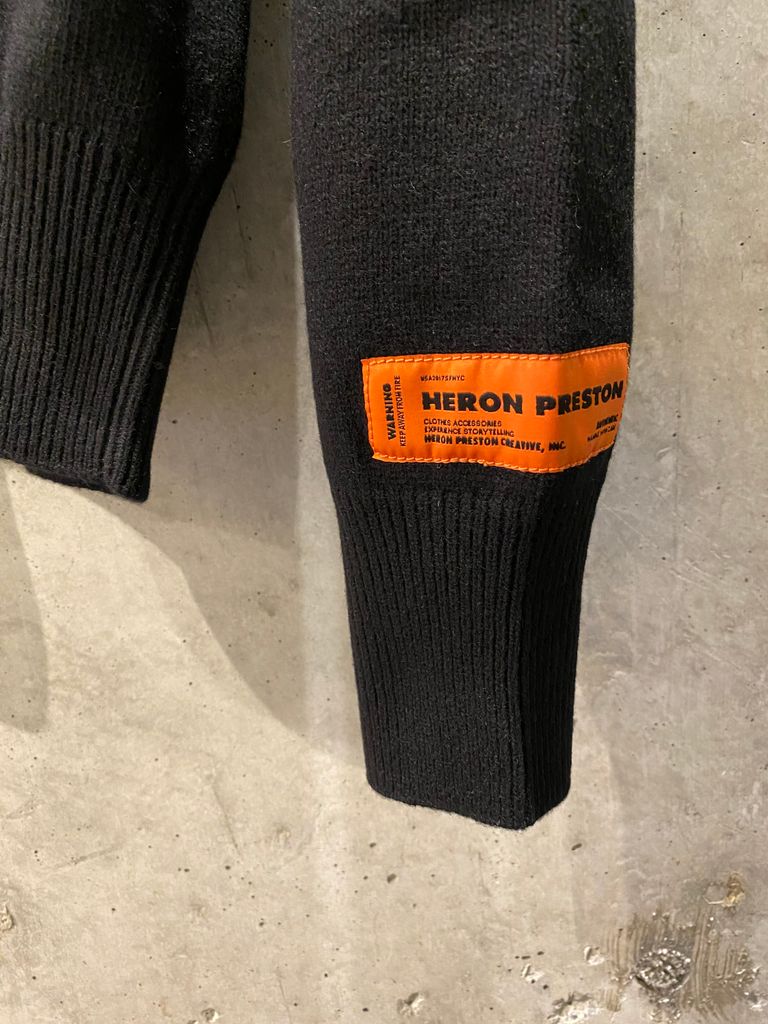 WARNING
KEEP AWAY FROM FIRE
HERON PRESTON
CLOTHES ACCESSORIES
EXPERIENCE STORYTELLING
HERON PRESTON CREATIVE, INC.